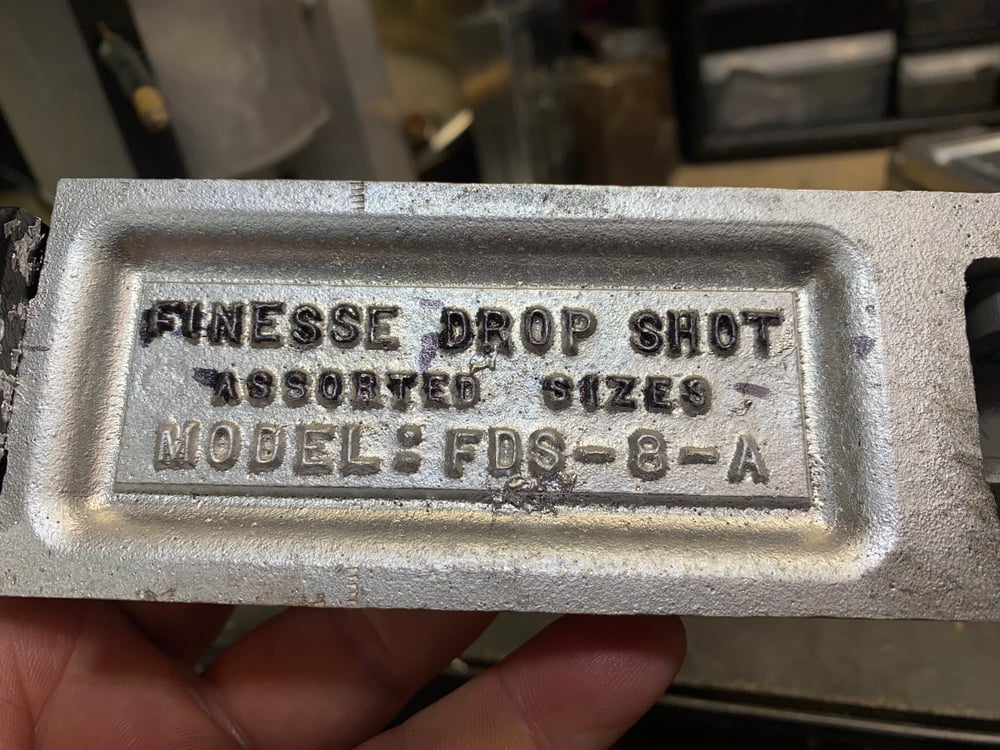 FINESSE DROP SHOT
ASSORTED SIZES
MODEL: FDS-8-A